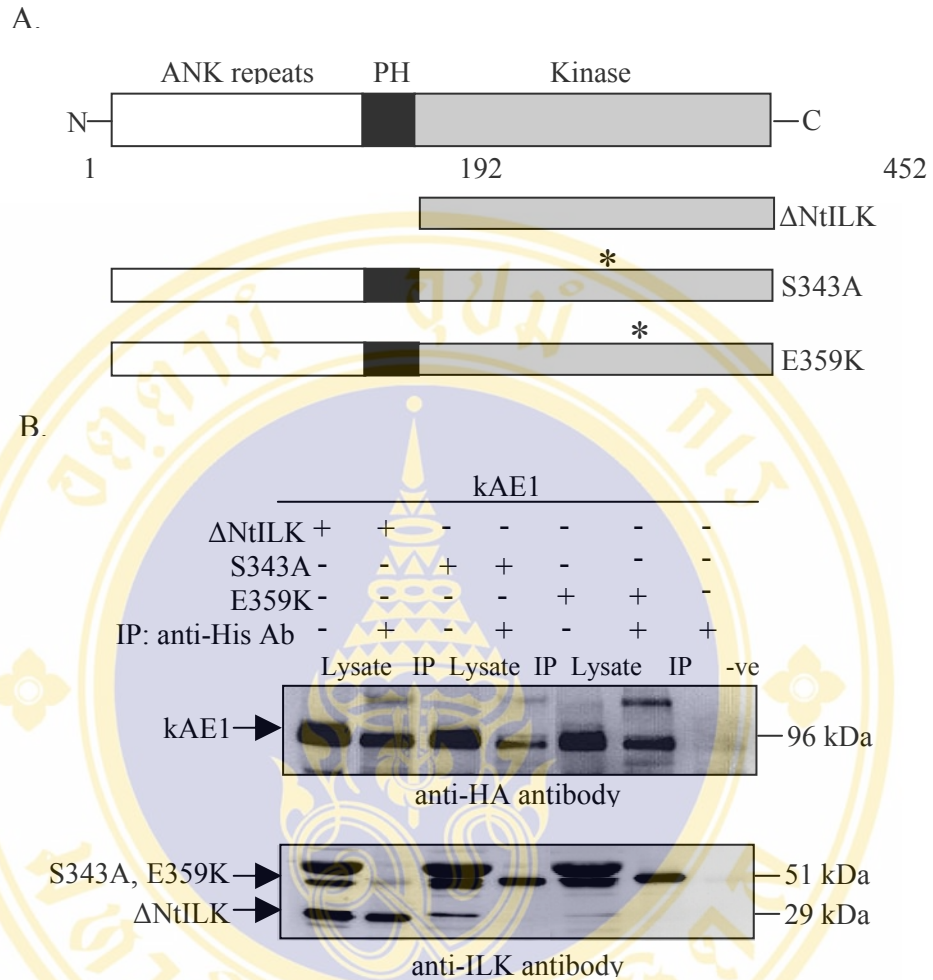 A.
ANK repeats PH Kinase
N C
1 192 452
ΔNtILK
*
S343A
*
E359K
B.
kAE1
ΔNtILK + + - - - - -
S343A - - + + - - -
E359K - - - - + + -
IP: anti-His Ab - + - + - + +
Lysate IP Lysate IP Lysate IP -ve
kAE1 96 kDa
anti-HA antibody
S343A, E359K 51 kDa
ΔNtILK 29 kDa
anti-ILK antibody